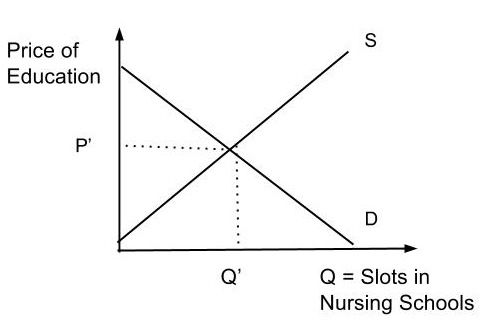 S
Price of
Education
P'
D
Q'
Q = Slots in
Nursing Schools